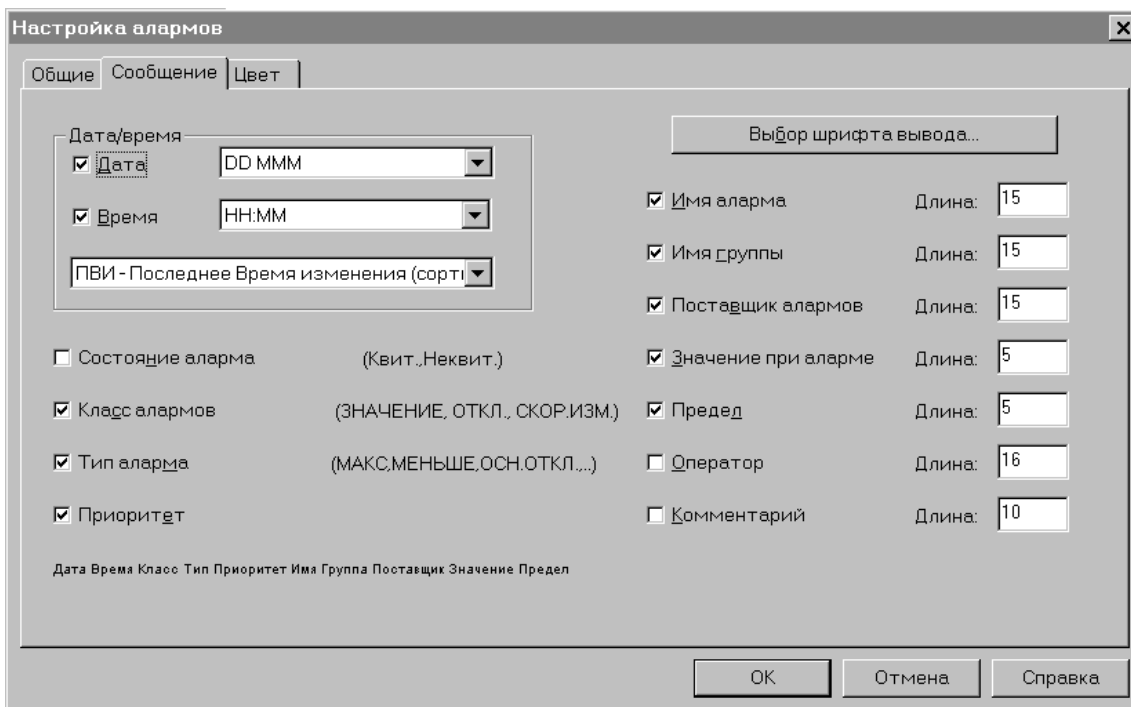 Настройка алармов
Общие Сообщение Цвет
Дата/время
Дата DD MMM
Время HH:MM
ПВИ - Последнее Время изменения (сорти
Состояние аларма (Квит.,Неквит.)
Класс алармов (ЗНАЧЕНИЕ, ОТКЛ., СКОР.ИЗМ.)
Тип аларма (МАКС,МЕНЬШЕ,ОСН.ОТКЛ.,..)
Приоритет
Дата Время Класс Тип Приоритет Имя Группа Поставщик Значение Предел
Выбор шрифта вывода...
Имя аларма Длина: 15
Имя группы Длина: 15
Поставщик алармов Длина: 15
Значение при аларме Длина: 5
Предел Длина: 5
Оператор Длина: 16
Комментарий Длина: 10
OK Отмена Справка